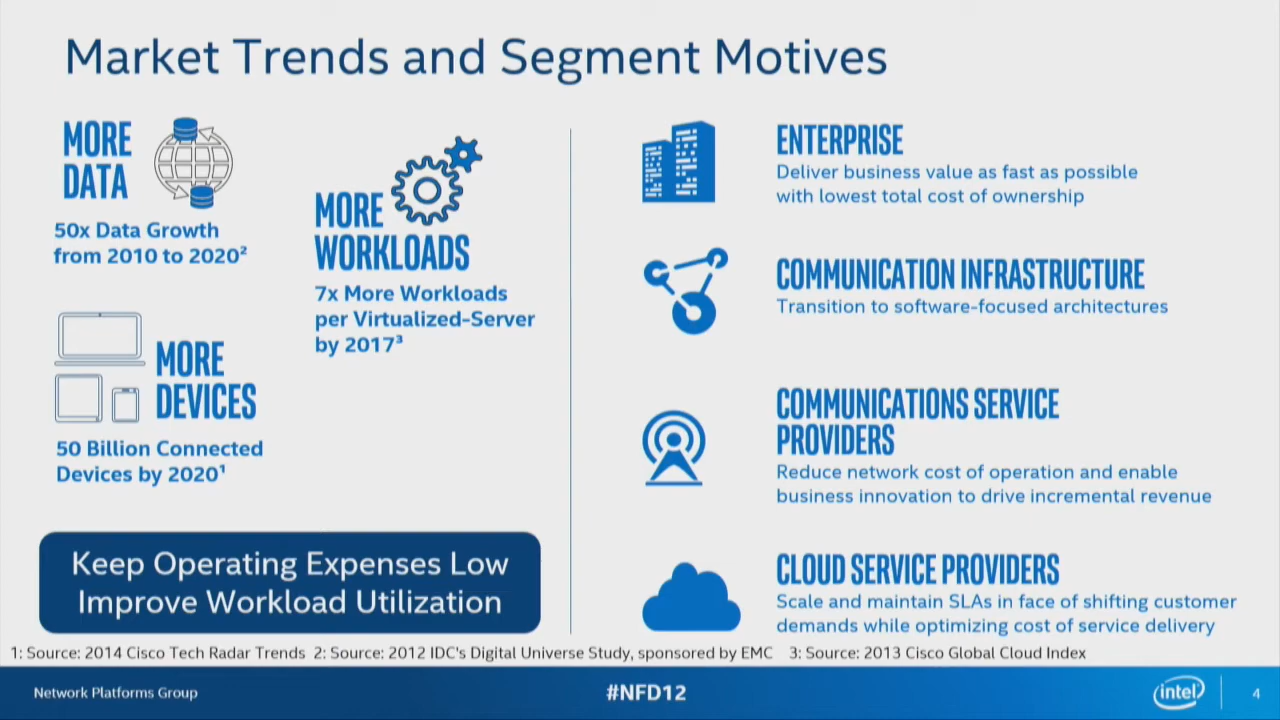 Market Trends and Segment Motives
MORE
DATA
50x Data Growth
from 2010 to 2020²
MORE
WORKLOADS
7x More Workloads
per Virtualized-Server
by 2017³
MORE
DEVICES
50 Billion Connected
Devices by 2020¹
Keep Operating Expenses Low
Improve Workload Utilization
ENTERPRISE
Deliver business value as fast as possible
with lowest total cost of ownership
COMMUNICATION INFRASTRUCTURE
Transition to software-focused architectures
COMMUNICATIONS SERVICE
PROVIDERS
Reduce network cost of operation and enable
business innovation to drive incremental revenue
CLOUD SERVICE PROVIDERS
Scale and maintain SLAs in face of shifting customer
demands while optimizing cost of service delivery
1: Source: 2014 Cisco Tech Radar Trends 2: Source: 2012 IDC's Digital Universe Study, sponsored by EMC 3: Source: 2013 Cisco Global Cloud Index
Network Platforms Group
#NFD12
intel
4